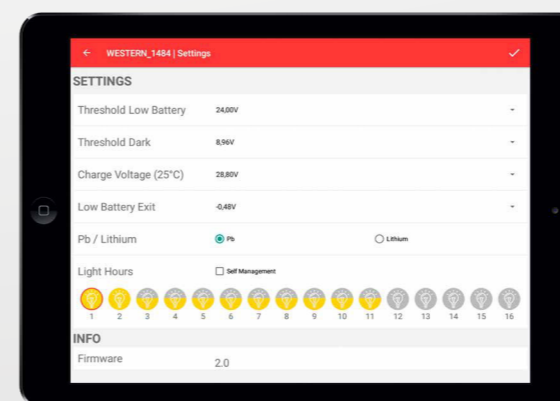 WESTERN_1484 | Settings
SETTINGS
Threshold Low Battery 24,00V
Threshold Dark 8,96V
Charge Voltage (25°C) 28,80V
Low Battery Exit -0,48V
Pb / Lithium Pb Lithium
Light Hours Self Management
1 2 3 4 5 6 7 8 9 10 11 12 13 14 15 16
INFO
Firmware 2.0